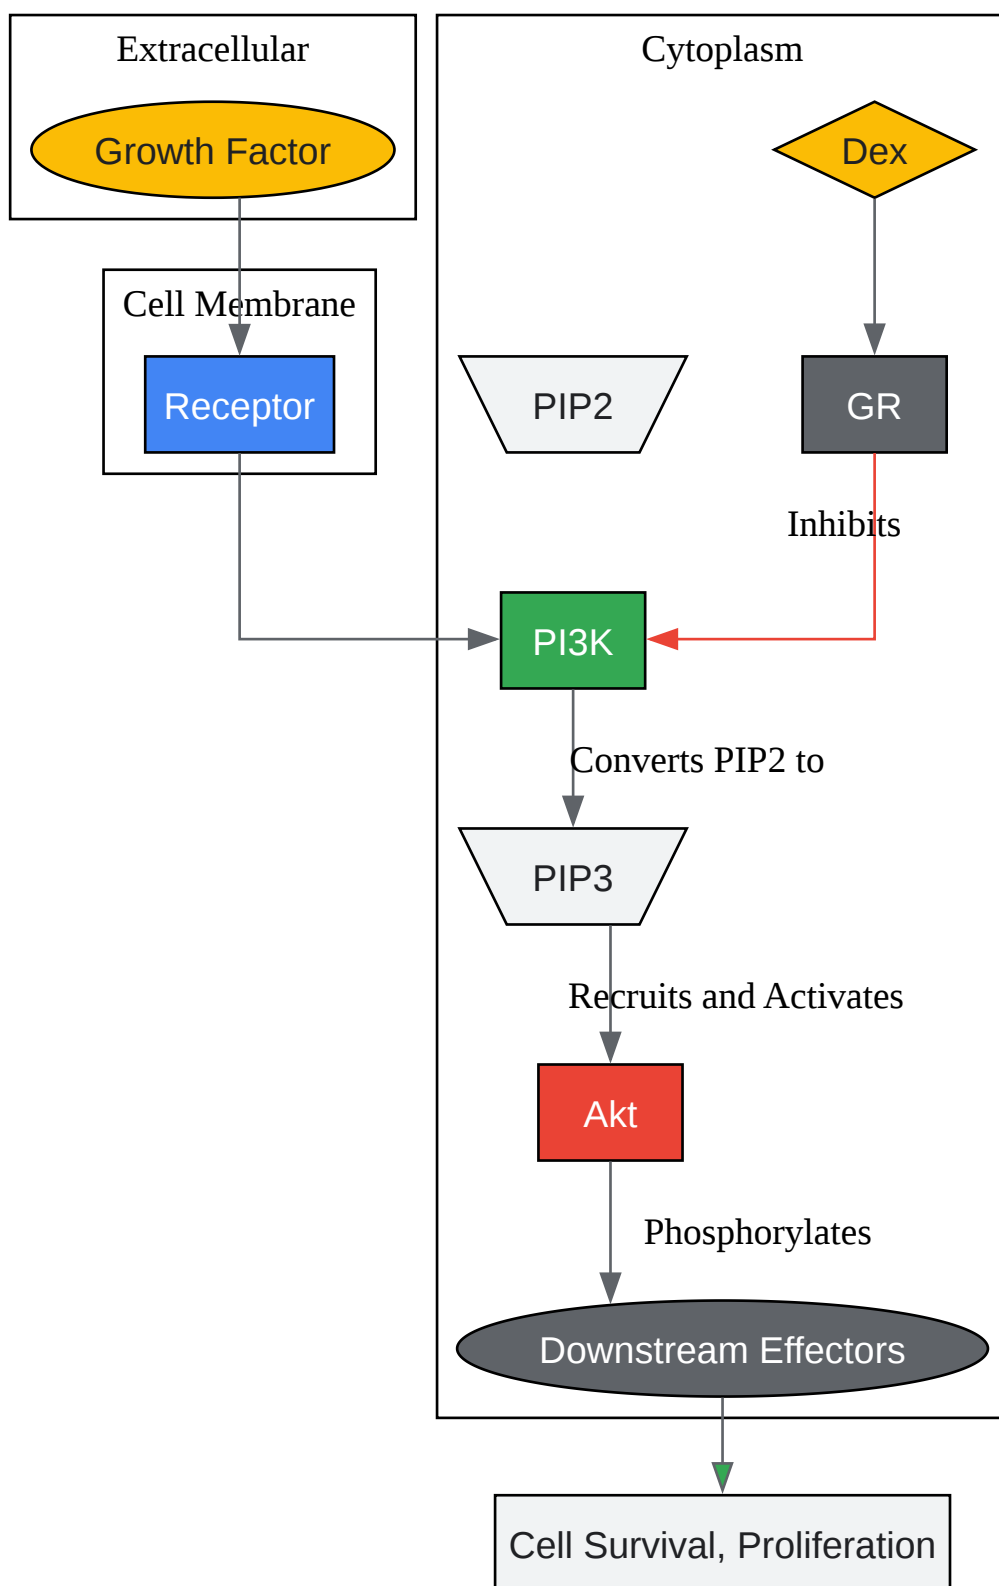 Extracellular
Cytoplasm
Growth Factor
Dex
Cell Membrane
Receptor
PIP2
GR
Inhibits
PI3K
Converts PIP2 to
PIP3
Recruits and Activates
Akt
Phosphorylates
Downstream Effectors
Cell Survival, Proliferation